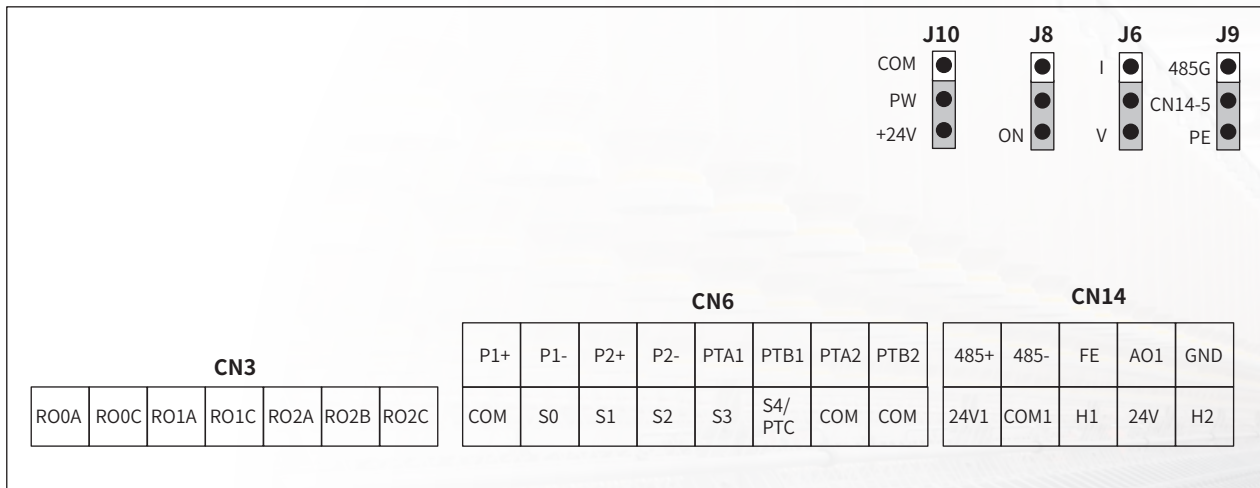 J10 J8 J6 J9
COM I 485G
PW CN14-5
+24V ON V PE
CN6 CN14
P1+ P1- P2+ P2- PTA1 PTB1 PTA2 PTB2 485+ 485- FE AO1 GND
CN3
RO0A RO0C RO1A RO1C RO2A RO2B RO2C COM S0 S1 S2 S3 S4/ PTC COM COM 24V1 COM1 H1 24V H2